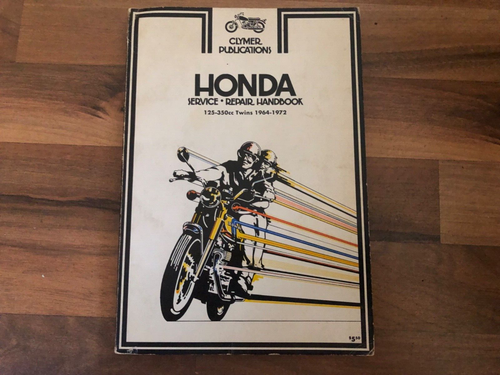 CLYMER
PUBLICATIONS
HONDA
SERVICE • REPAIR HANDBOOK
125-350cc Twins 1964-1972